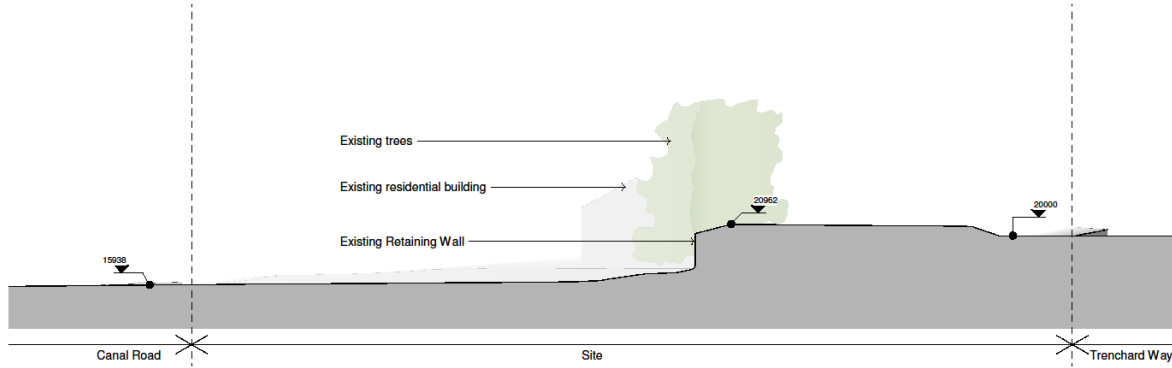 Existing trees
Existing residential building
20962
20000
Existing Retaining Wall
15938
Canal Road
Site
Trenchard Way